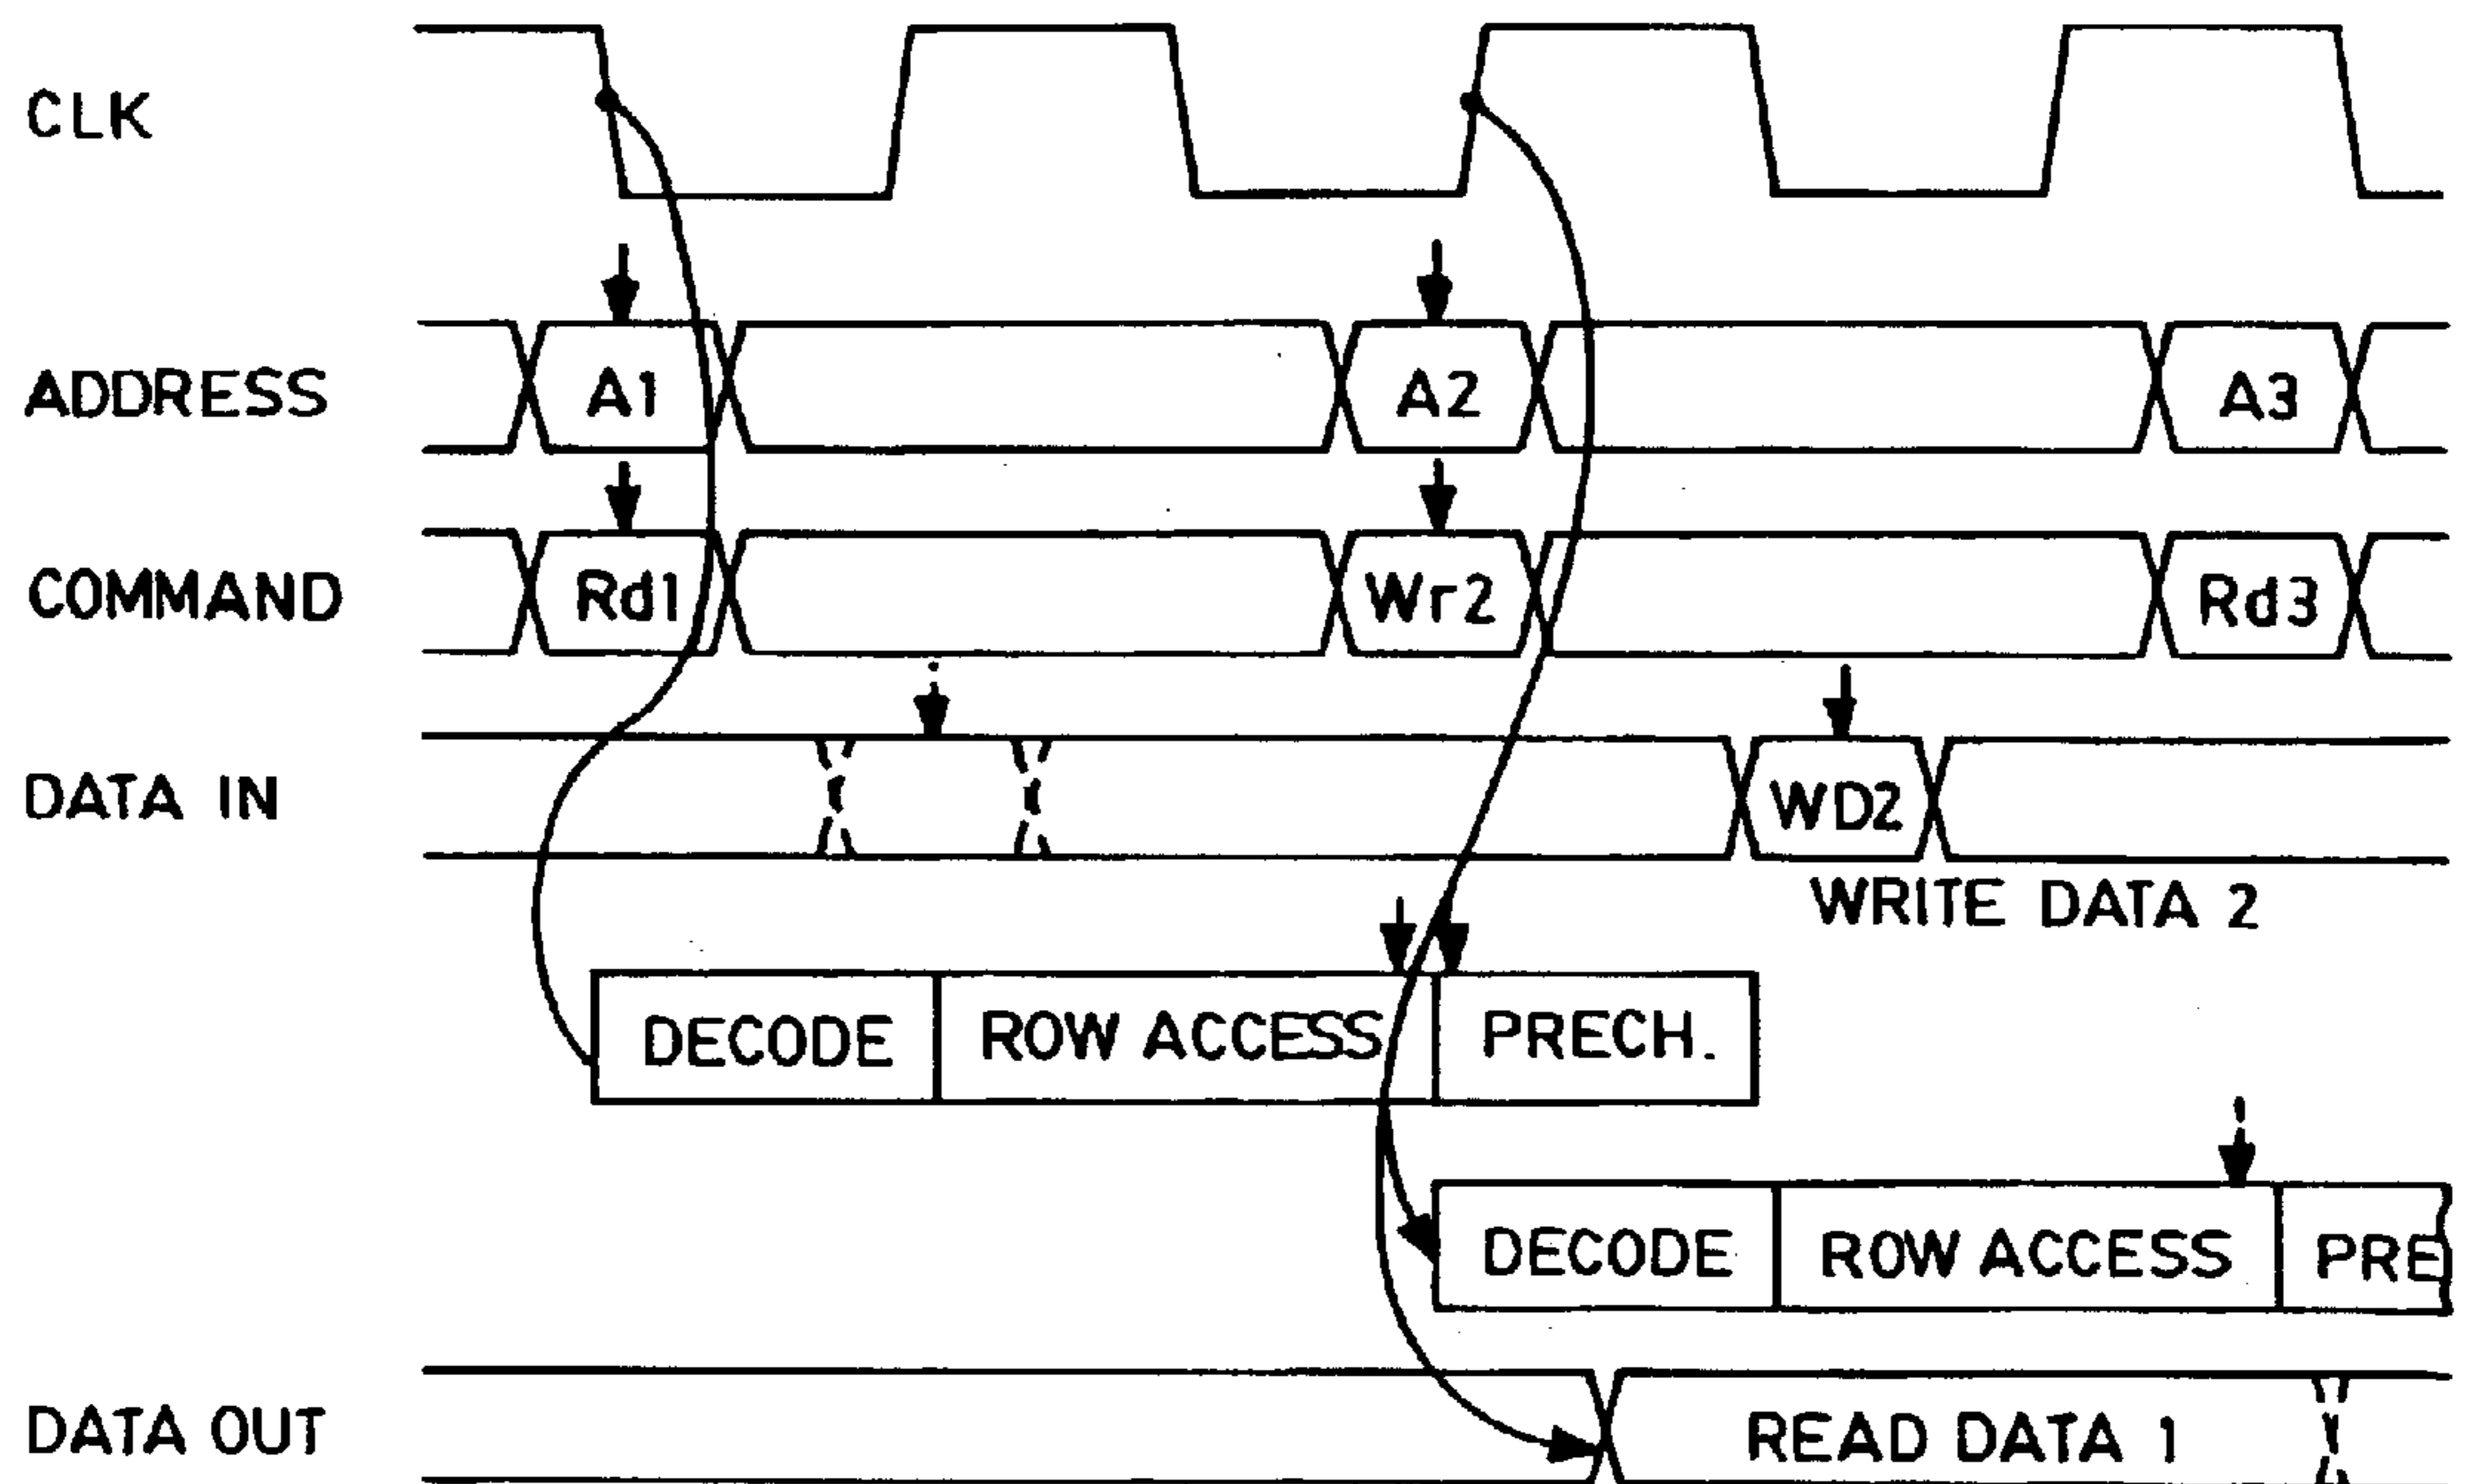 CLK
ADDRESS A1 A2 A3
COMMAND Rd1 Wr2 Rd3
DATA IN WD2
WRITE DATA 2
DECODE ROW ACCESS PRECH.
DECODE ROW ACCESS PRE
DATA OUT READ DATA 1